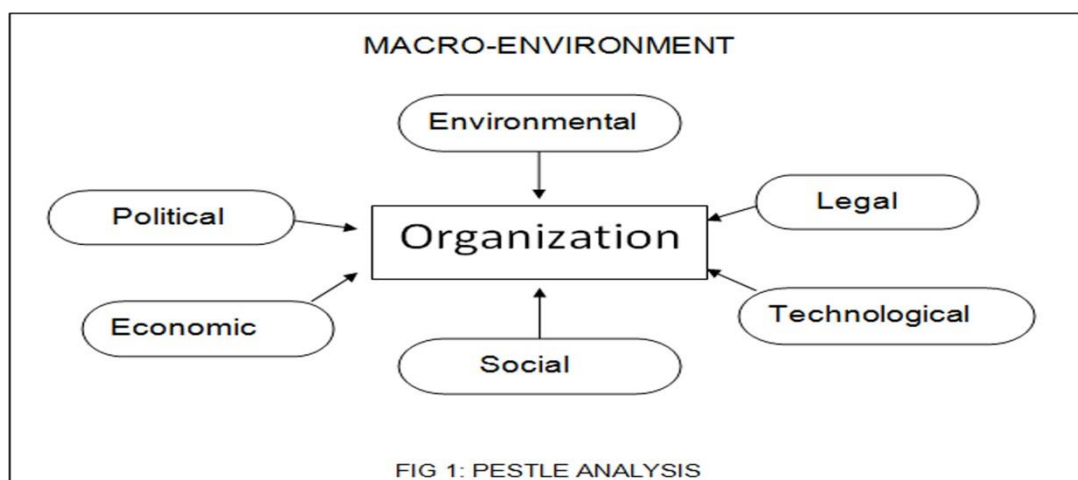 MACRO-ENVIRONMENT
Environmental
Political
Legal
Organization
Economic
Technological
Social
FIG 1: PESTLE ANALYSIS